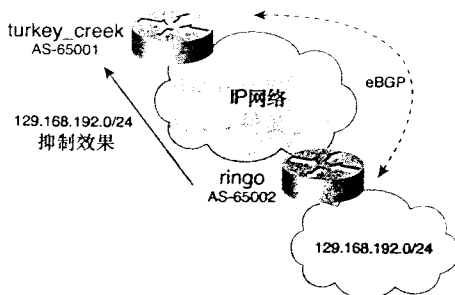 turkey_creek
AS-65001
IP网络
eBGP
129.168.192.0/24
抑制效果
ringo
AS-65002
129.168.192.0/24